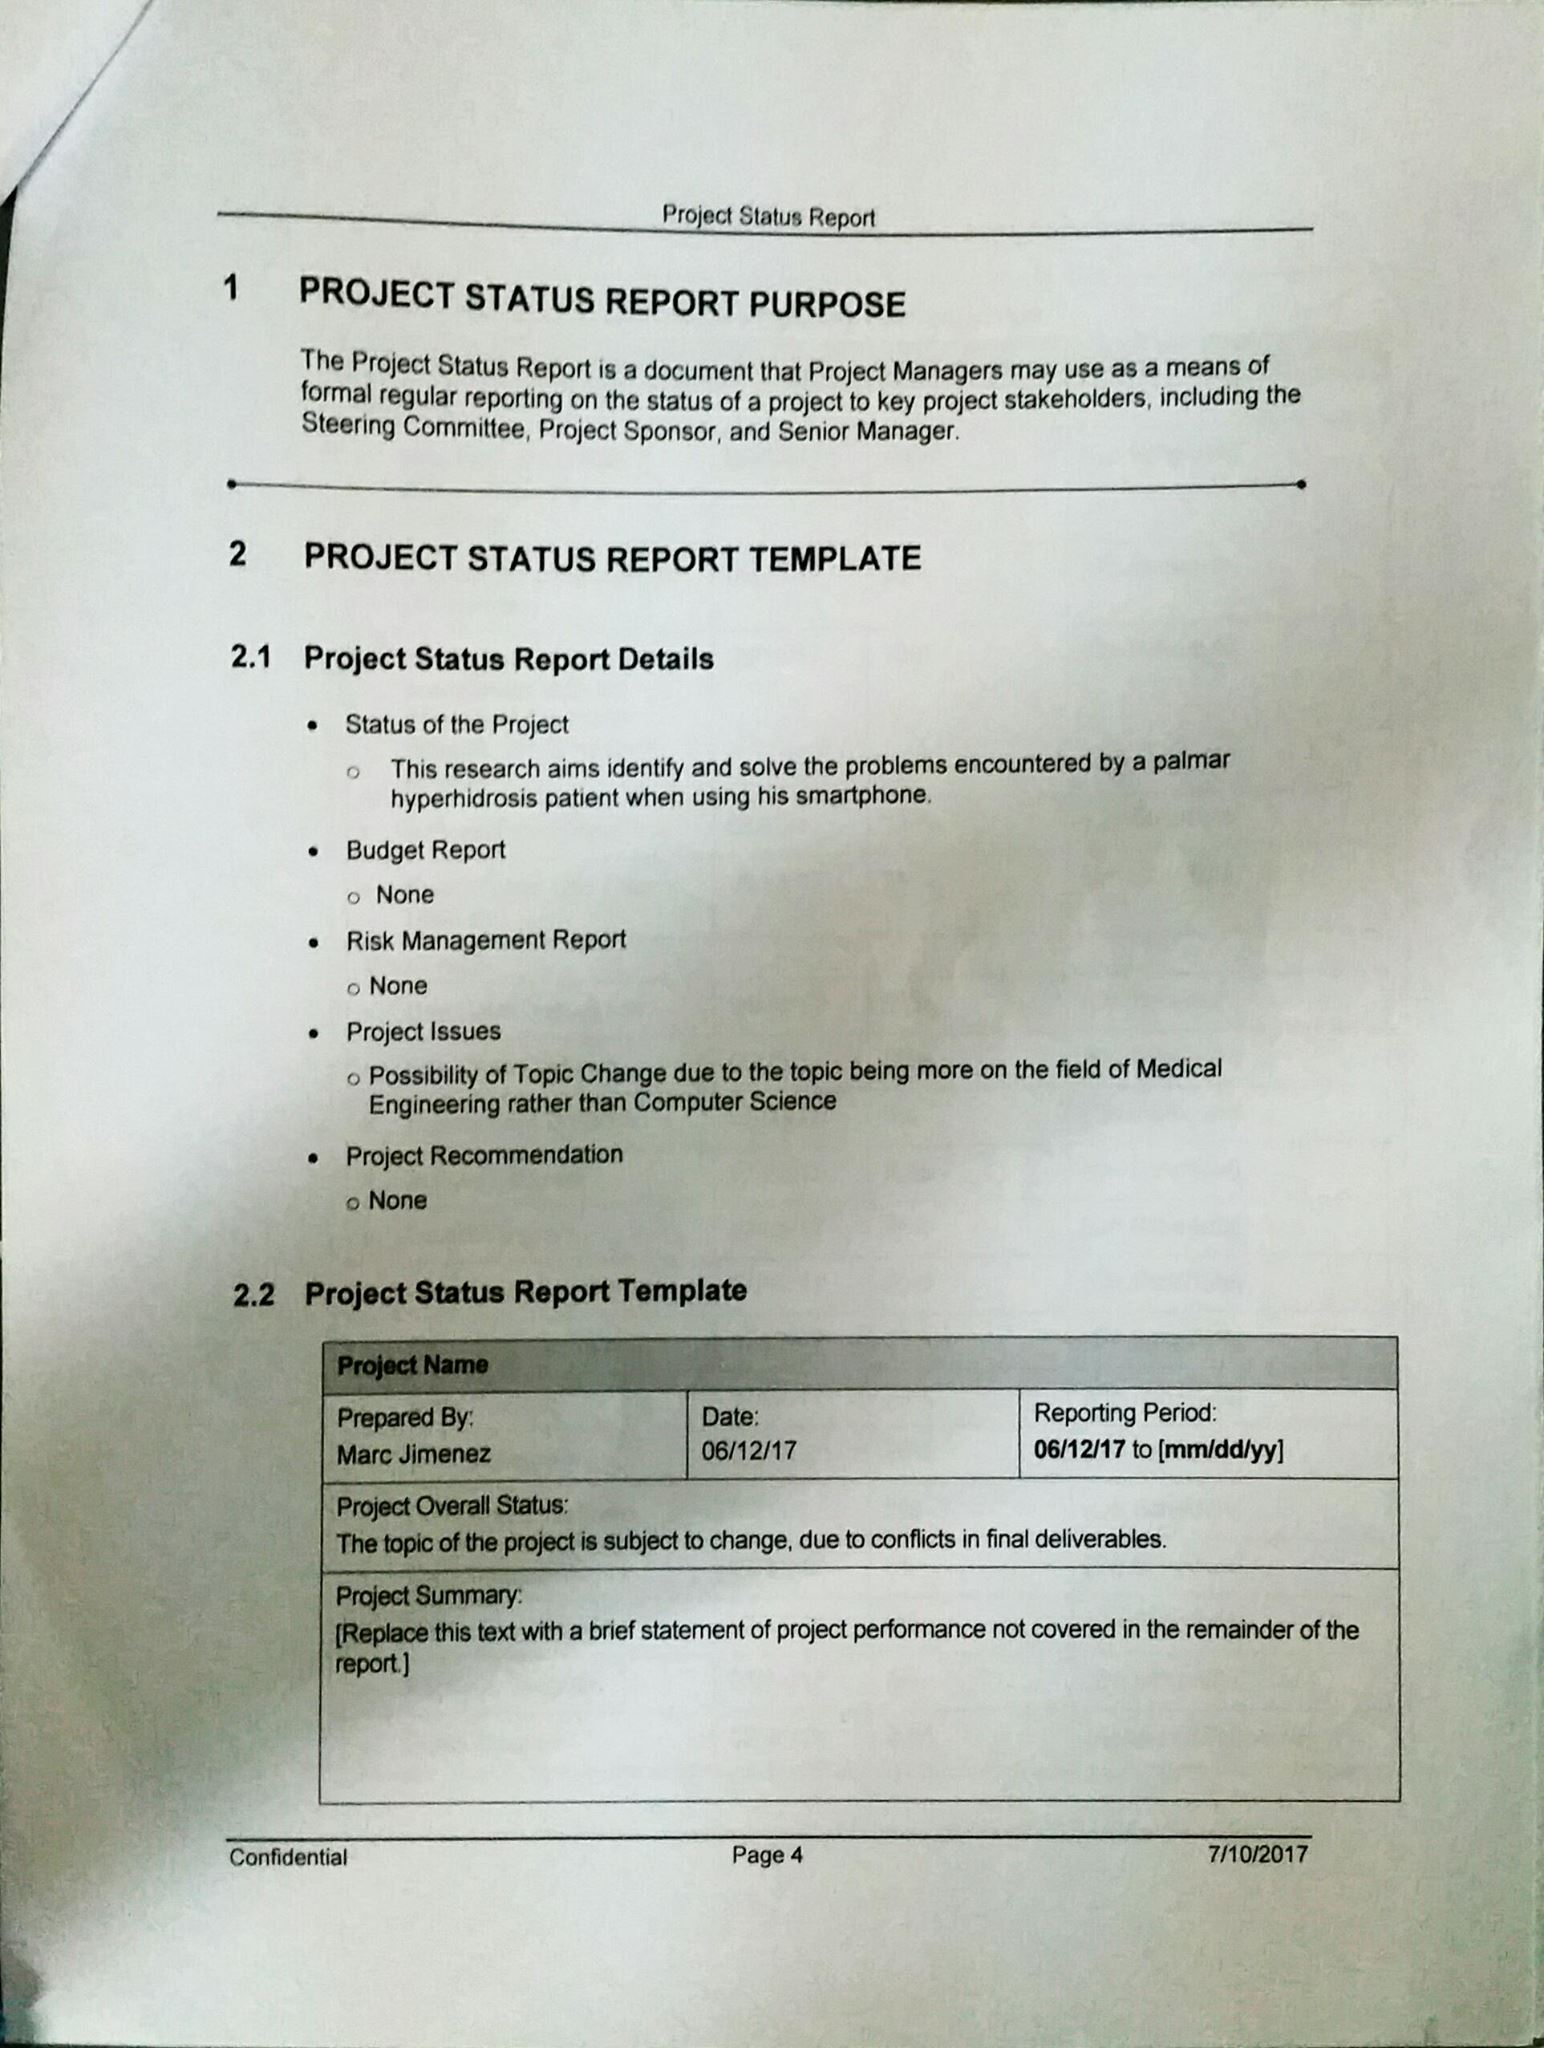 Project Status Report
1 PROJECT STATUS REPORT PURPOSE
The Project Status Report is a document that Project Managers may use as a means of
formal regular reporting on the status of a project to key project stakeholders, including the
Steering Committee, Project Sponsor, and Senior Manager.
2 PROJECT STATUS REPORT TEMPLATE
2.1 Project Status Report Details
• Status of the Project
○ This research aims identify and solve the problems encountered by a palmar
hyperhidrosis patient when using his smartphone.
• Budget Report
○ None
• Risk Management Report
○ None
• Project Issues
○ Possibility of Topic Change due to the topic being more on the field of Medical
Engineering rather than Computer Science
• Project Recommendation
○ None
2.2 Project Status Report Template
Project Name
Prepared By: Date: Reporting Period:
Marc Jimenez 06/12/17 06/12/17 to [mm/dd/yy]
Project Overall Status:
The topic of the project is subject to change, due to conflicts in final deliverables.
Project Summary:
[Replace this text with a brief statement of project performance not covered in the remainder of the
report.]
Confidential Page 4 7/10/2017